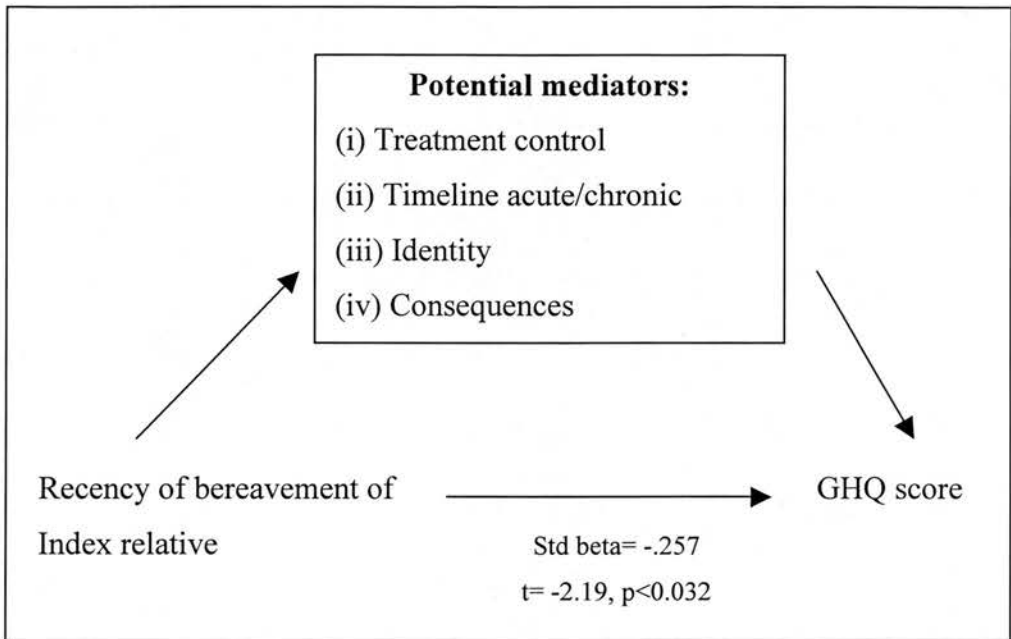 Potential mediators:
(i) Treatment control
(ii) Timeline acute/chronic
(iii) Identity
(iv) Consequences
Recency of bereavement of
Index relative
GHQ score
Std beta= -.257
t= -2.19, p<0.032